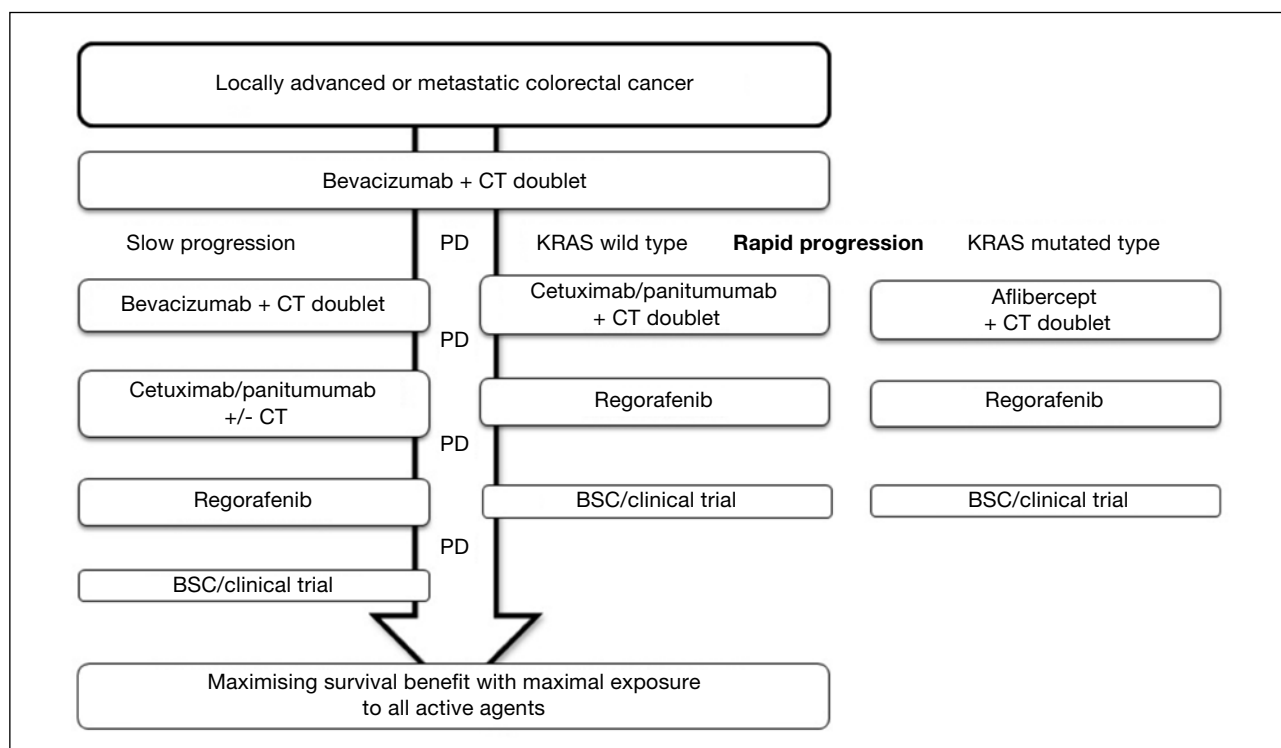 Locally advanced or metastatic colorectal cancer
Bevacizumab + CT doublet
Slow progression
PD
KRAS wild type
Rapid progression
KRAS mutated type
Bevacizumab + CT doublet
Cetuximab/panitumumab
+ CT doublet
Aflibercept
+ CT doublet
PD
Cetuximab/panitumumab
+/- CT
Regorafenib
Regorafenib
PD
Regorafenib
BSC/clinical trial
BSC/clinical trial
PD
BSC/clinical trial
Maximising survival benefit with maximal exposure
to all active agents